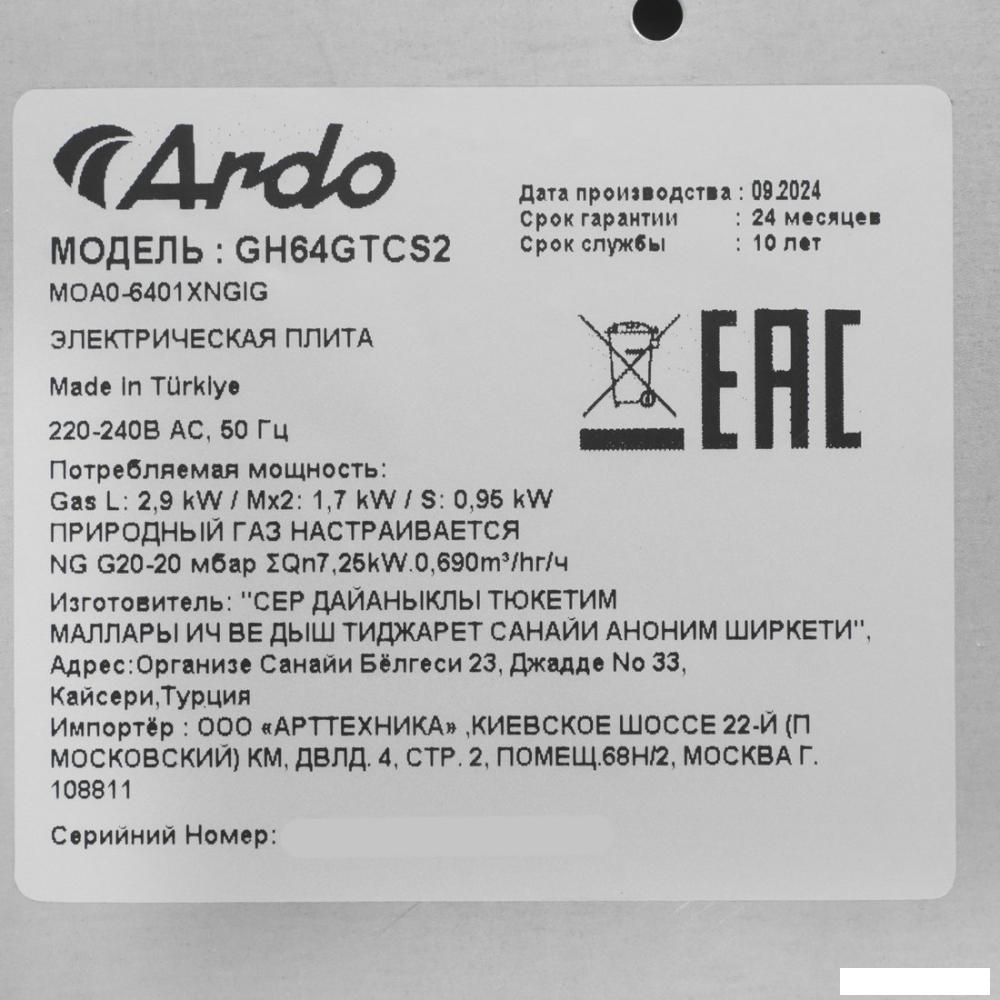 Ardo
Дата производства : 09.2024
Срок гарантии : 24 месяцев
Срок службы : 10 лет
МОДЕЛЬ : GH64GTCS2
MOA0-6401XNGIG
ЭЛЕКТРИЧЕСКАЯ ПЛИТА
Made in Türkiye
220-240В AC, 50 Гц
EAC
Потребляемая мощность:
Gas L: 2,9 kW / Mx2: 1,7 kW / S: 0,95 kW
ПРИРОДНЫЙ ГАЗ НАСТРАИВАЕТСЯ
NG G20-20 мбар ΣQn7,25kW.0,690m³/hr/ч
Изготовитель: "СЕР ДАЙАНЫКЛЫ ТЮКЕТИМ
МАЛЛАРЫ ИЧ ВЕ ДЫШ ТИДЖАРЕТ САНАЙИ АНОНИМ ШИРКЕТИ",
Адрес:Организе Санайи Бёлгеси 23, Джадде No 33,
Кайсери,Турция
Импортёр : ООО «АРТТЕХНИКА» ,КИЕВСКОЕ ШОССЕ 22-Й (П
МОСКОВСКИЙ) КМ, ДВЛД. 4, СТР. 2, ПОМЕЩ.68Н/2, МОСКВА Г.
108811
Серийний Номер: